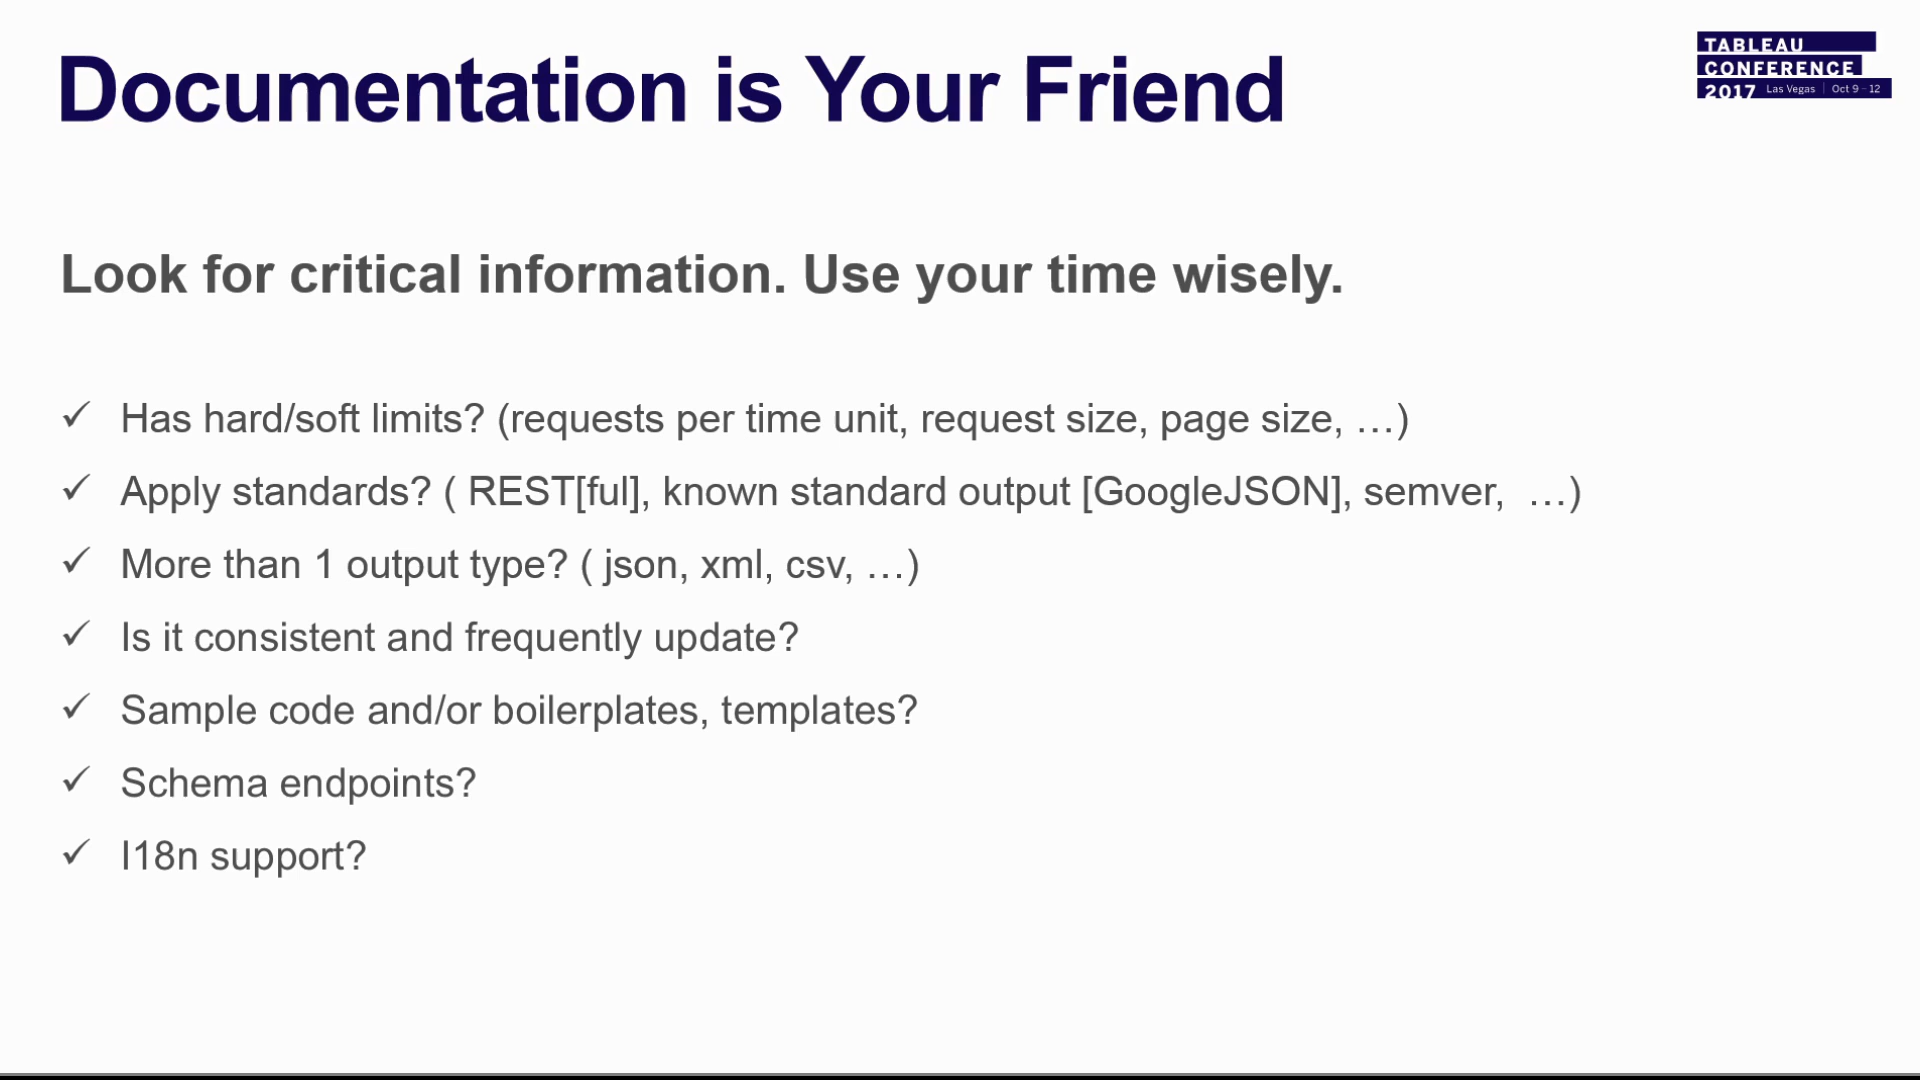 Documentation is Your Friend
TABLEAU
CONFERENCE
2017 Las Vegas | Oct 9 - 12
Look for critical information. Use your time wisely.
✓ Has hard/soft limits? (requests per time unit, request size, page size, …)
✓ Apply standards? ( REST[ful], known standard output [GoogleJSON], semver,  …)
✓ More than 1 output type? ( json, xml, csv, …)
✓ Is it consistent and frequently update?
✓ Sample code and/or boilerplates, templates?
✓ Schema endpoints?
✓ I18n support?